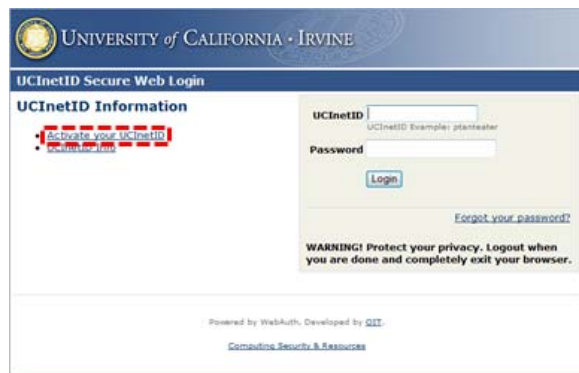 UNIVERSITY of CALIFORNIA · IRVINE
UCInetID Secure Web Login
UCInetID Information
Activate your UCInetID
UCInetID Info
UCInetID
UCInetID Example: ptanteater
Password
Login
Forgot your password?
WARNING! Protect your privacy. Logout when
you are done and completely exit your browser.
Powered by WebAuth. Developed by OIT.
Computing Security & Resources